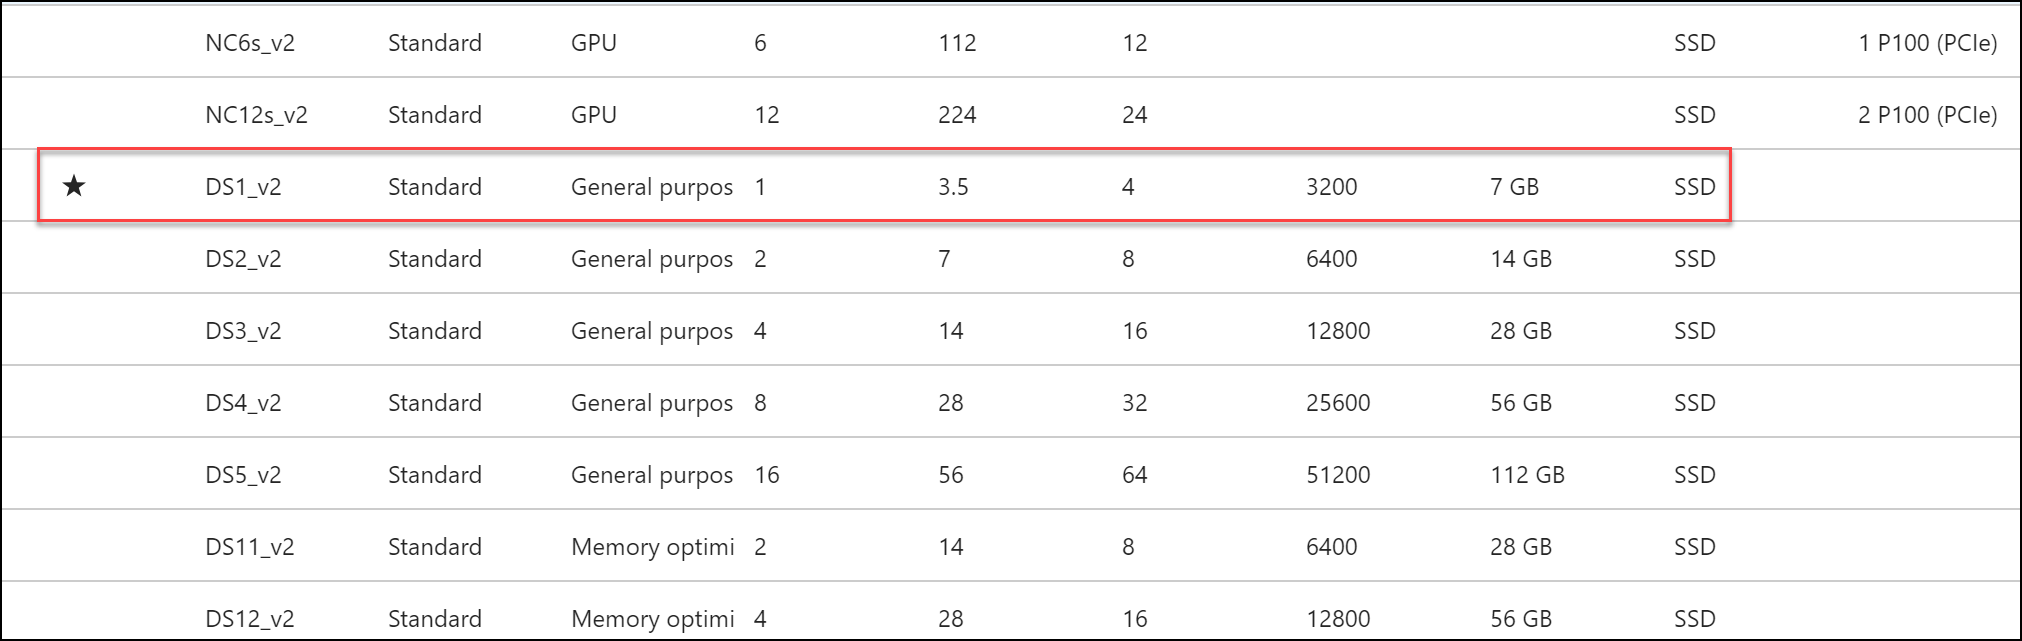 NC6s_v2 Standard GPU 6 112 12 SSD 1 P100 (PCIe)
NC12s_v2 Standard GPU 12 224 24 SSD 2 P100 (PCIe)
★ DS1_v2 Standard General purpos 1 3.5 4 3200 7 GB SSD
DS2_v2 Standard General purpos 2 7 8 6400 14 GB SSD
DS3_v2 Standard General purpos 4 14 16 12800 28 GB SSD
DS4_v2 Standard General purpos 8 28 32 25600 56 GB SSD
DS5_v2 Standard General purpos 16 56 64 51200 112 GB SSD
DS11_v2 Standard Memory optimi 2 14 8 6400 28 GB SSD
DS12_v2 Standard Memory optimi 4 28 16 12800 56 GB SSD